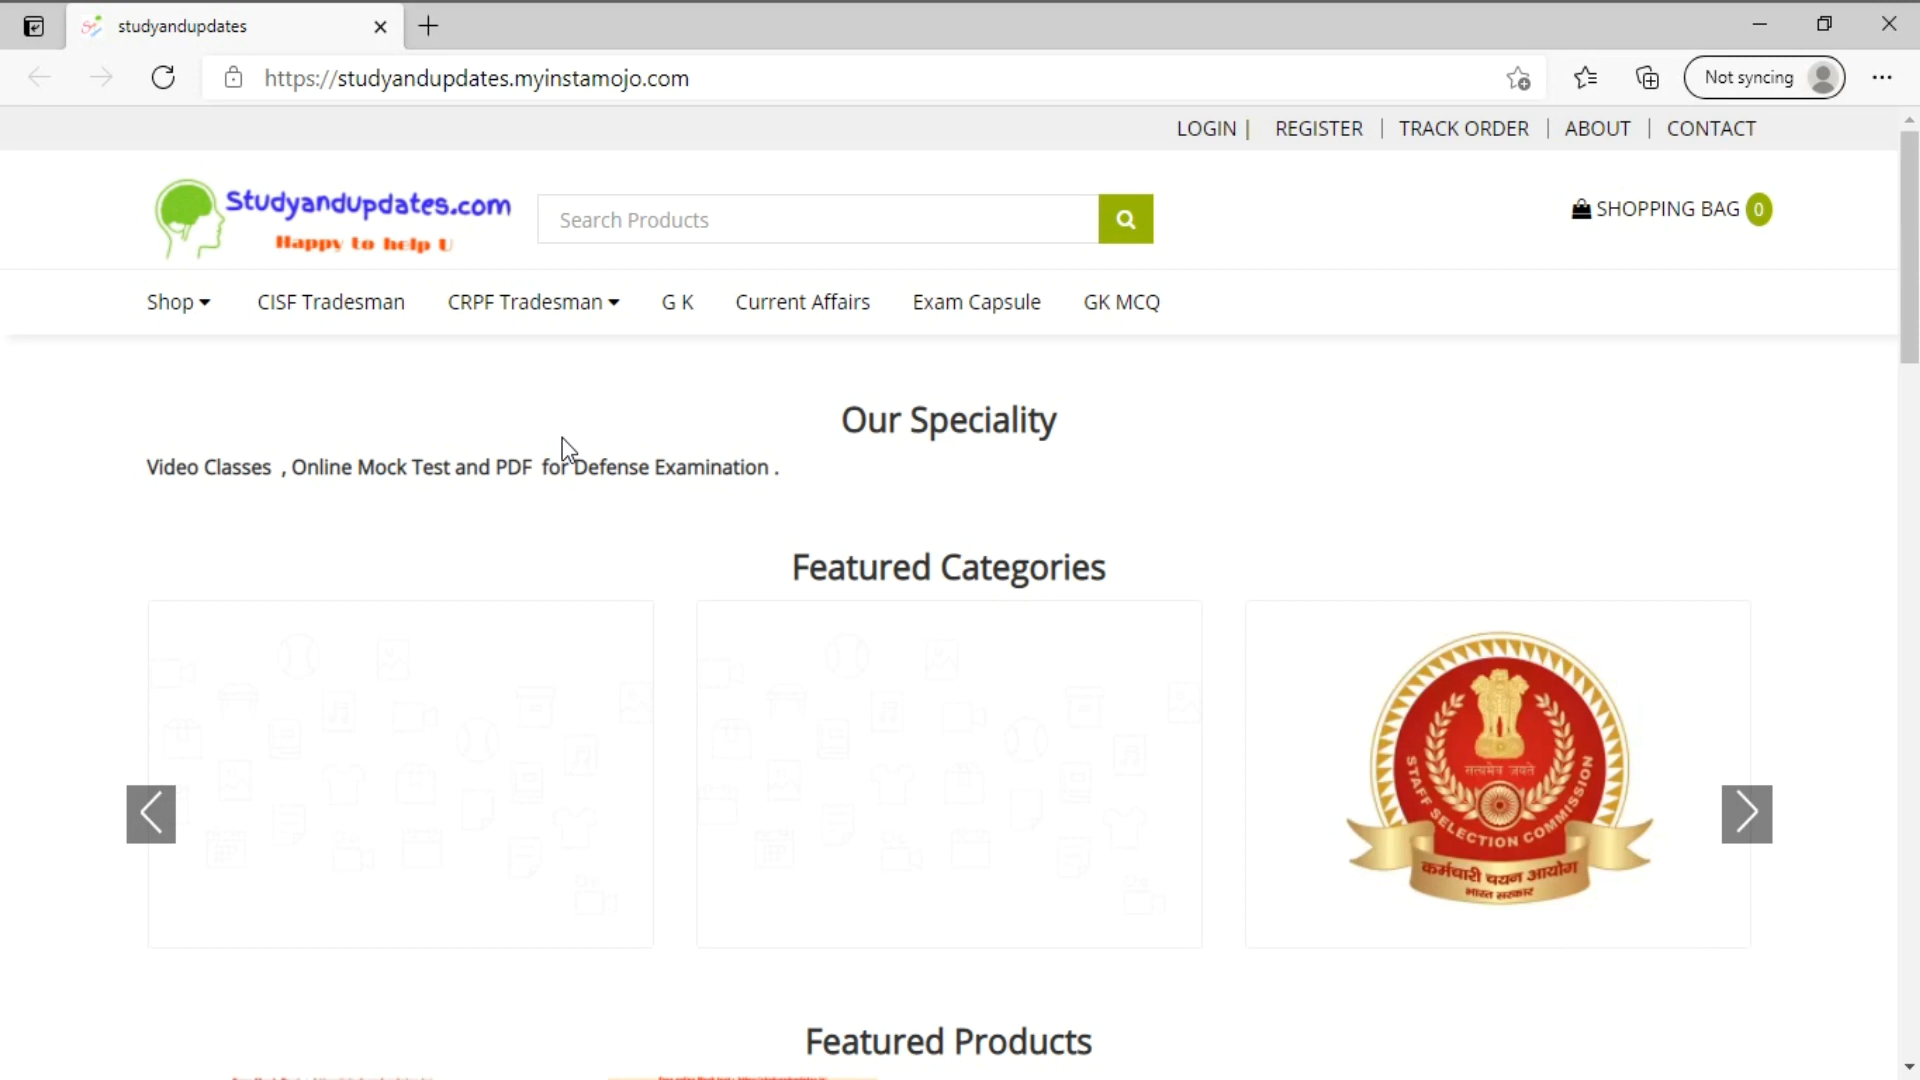 studyandupdates
https://studyandupdates.myinstamojo.com
Not syncing
LOGIN | REGISTER | TRACK ORDER | ABOUT | CONTACT
Studyandupdates.com
Happy to help U
Search Products
SHOPPING BAG 0
Shop CISF Tradesman CRPF Tradesman G K Current Affairs Exam Capsule GK MCQ
Our Speciality
Video Classes , Online Mock Test and PDF for Defense Examination .
Featured Categories
सत्यमेव जयते
STAFF SELECTION COMMISSION
कर्मचारी चयन आयोग
भारत सरकार
Featured Products